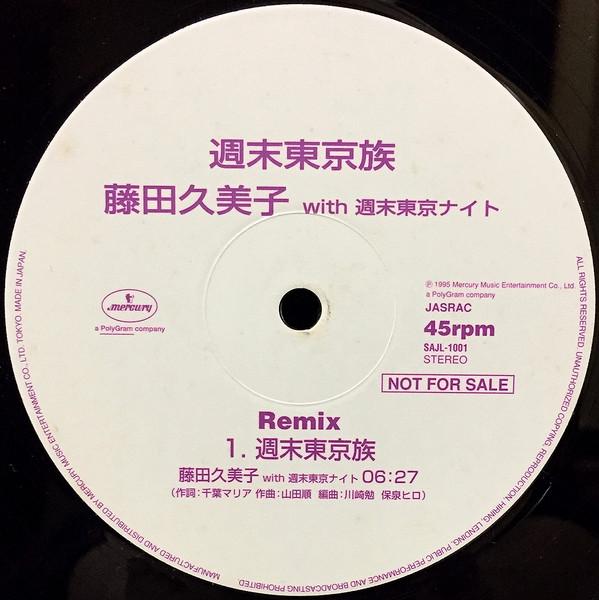 週末東京族
藤田久美子 with 週末東京ナイト
mercury
a PolyGram company
Ⓟ 1995 Mercury Music Entertainment Co., Ltd.
a PolyGram company
JASRAC
45rpm
SAJL-1001
STEREO
NOT FOR SALE
Remix
1. 週末東京族
藤田久美子 with 週末東京ナイト 06:27
(作詞:千葉マリア 作曲:山田順 編曲:川崎勉 保泉ヒロ)
ALL RIGHTS RESERVED. UNAUTHORIZED COPYING, REPRODUCTION, HIRING, LENDING, PUBLIC PERFORMANCE AND BROADCASTING PROHIBITED.
MANUFACTURED AND DISTRIBUTED BY MERCURY MUSIC ENTERTAINMENT CO., LTD. TOKYO. MADE IN JAPAN.